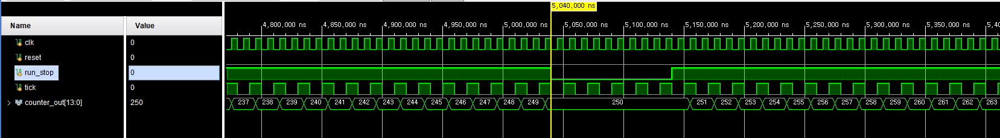 5,040,000 ns
Name Value
4,800,000 ns 4,850,000 ns 4,900,000 ns 4,950,000 ns 5,000,000 ns 5,050,000 ns 5,100,000 ns 5,150,000 ns 5,200,000 ns 5,250,000 ns 5,300,000 ns 5,350,000 ns 5,40
clk 0
reset 0
run_stop 0
tick 0
counter_out[13:0] 250 237 238 239 240 241 242 243 244 245 246 247 248 249 250 251 252 253 254 255 256 257 258 259 260 261 262 263